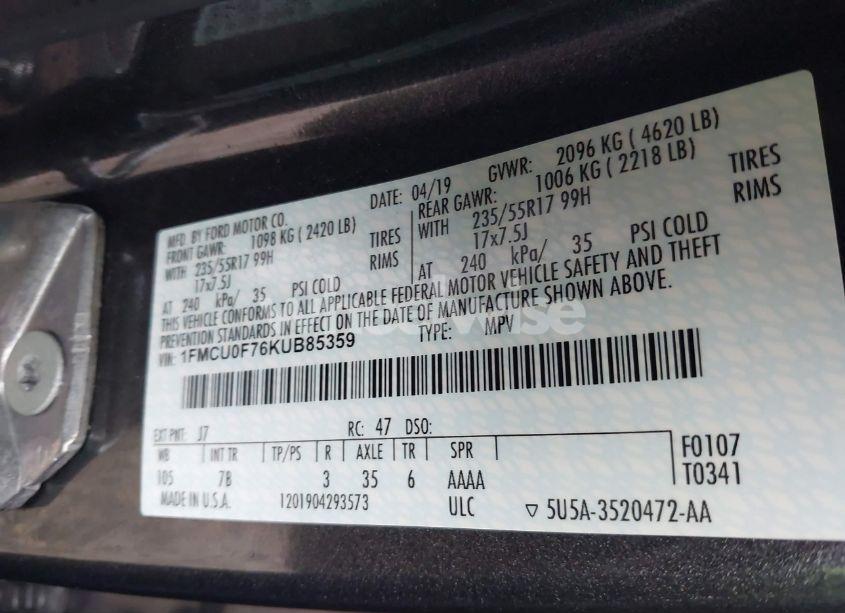 MFD. BY FORD MOTOR CO. DATE: 04/19 GVWR: 2096 KG ( 4620 LB)
FRONT GAWR: 1098 KG ( 2420 LB) REAR GAWR: 1006 KG ( 2218 LB)
WITH 235/55R17 99H TIRES WITH 235/55R17 99H TIRES
17x7.5J RIMS 17x7.5J RIMS
AT 240 kPa/ 35 PSI COLD AT 240 kPa/ 35 PSI COLD
THIS VEHICLE CONFORMS TO ALL APPLICABLE FEDERAL MOTOR VEHICLE SAFETY AND THEFT
PREVENTION STANDARDS IN EFFECT ON THE DATE OF MANUFACTURE SHOWN ABOVE.
VIN: 1FMCU0F76KUB85359 TYPE: MPV
EXT PNT: J7 RC: 47 DSO:
WB INT TR TP/PS R AXLE TR SPR F0107
105 7B 3 35 6 AAAA T0341
MADE IN U.S.A. 1201904293573 ULC ▽ 5U5A-3520472-AA